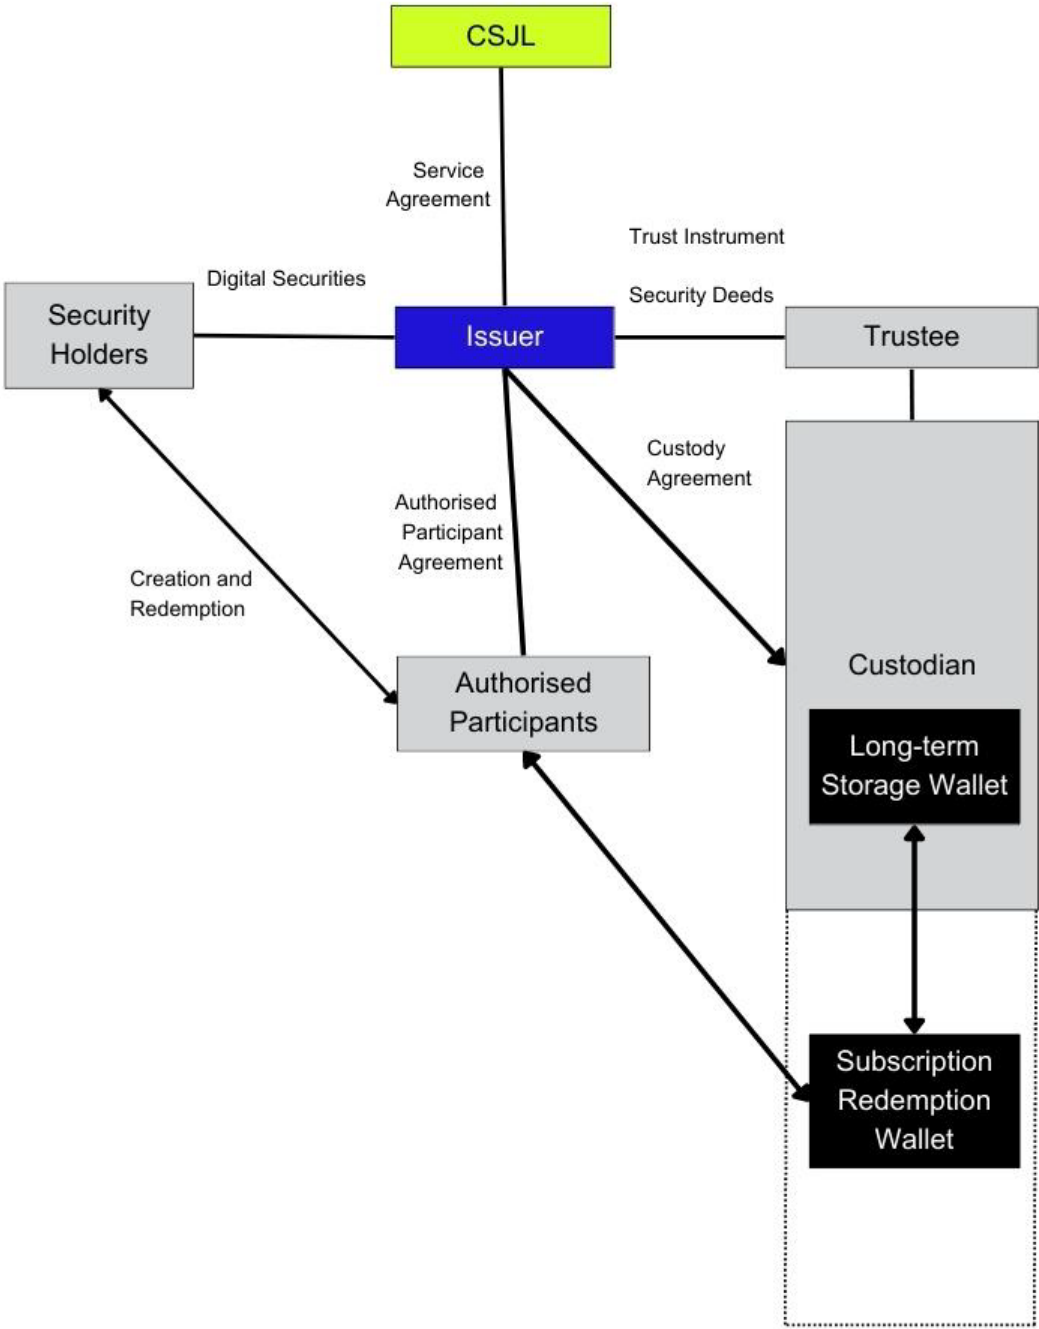 CSJL
Service
Agreement
Trust Instrument
Digital Securities
Security Deeds
Security
Holders
Issuer
Trustee
Custody
Agreement
Authorised
Participant
Agreement
Creation and
Redemption
Custodian
Authorised
Participants
Long-term
Storage Wallet
Subscription
Redemption
Wallet